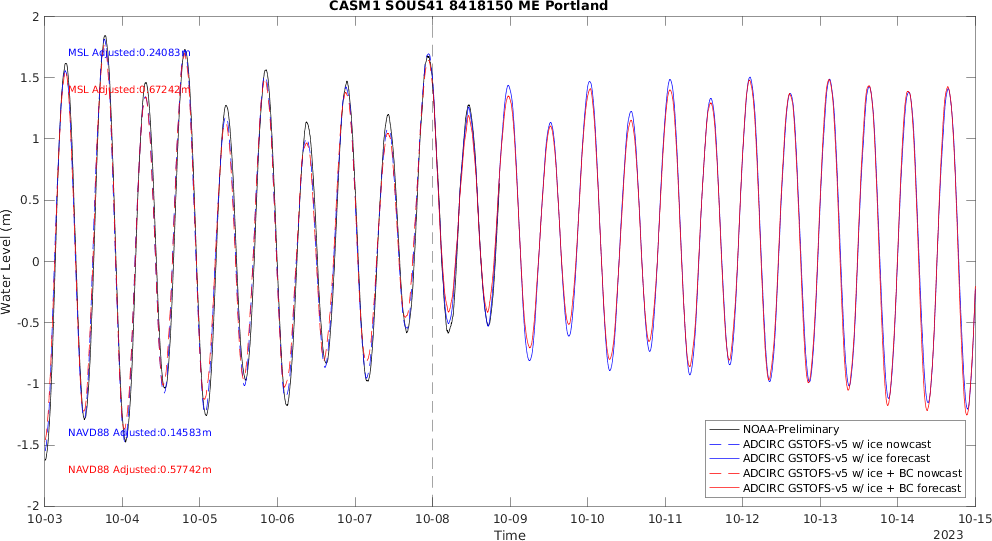 CASM1 SOUS41 8418150 ME Portland
Water Level (m)
2
1.5
1
0.5
0
-0.5
-1
-1.5
-2
MSL Adjusted:0.24083m
MSL Adjusted:0.67242m
NAVD88 Adjusted:0.14583m
NAVD88 Adjusted:0.57742m
NOAA-Preliminary
ADCIRC GSTOFS-v5 w/ ice nowcast
ADCIRC GSTOFS-v5 w/ ice forecast
ADCIRC GSTOFS-v5 w/ ice + BC nowcast
ADCIRC GSTOFS-v5 w/ ice + BC forecast
10-03 10-04 10-05 10-06 10-07 10-08 10-09 10-10 10-11 10-12 10-13 10-14 10-15
Time
2023